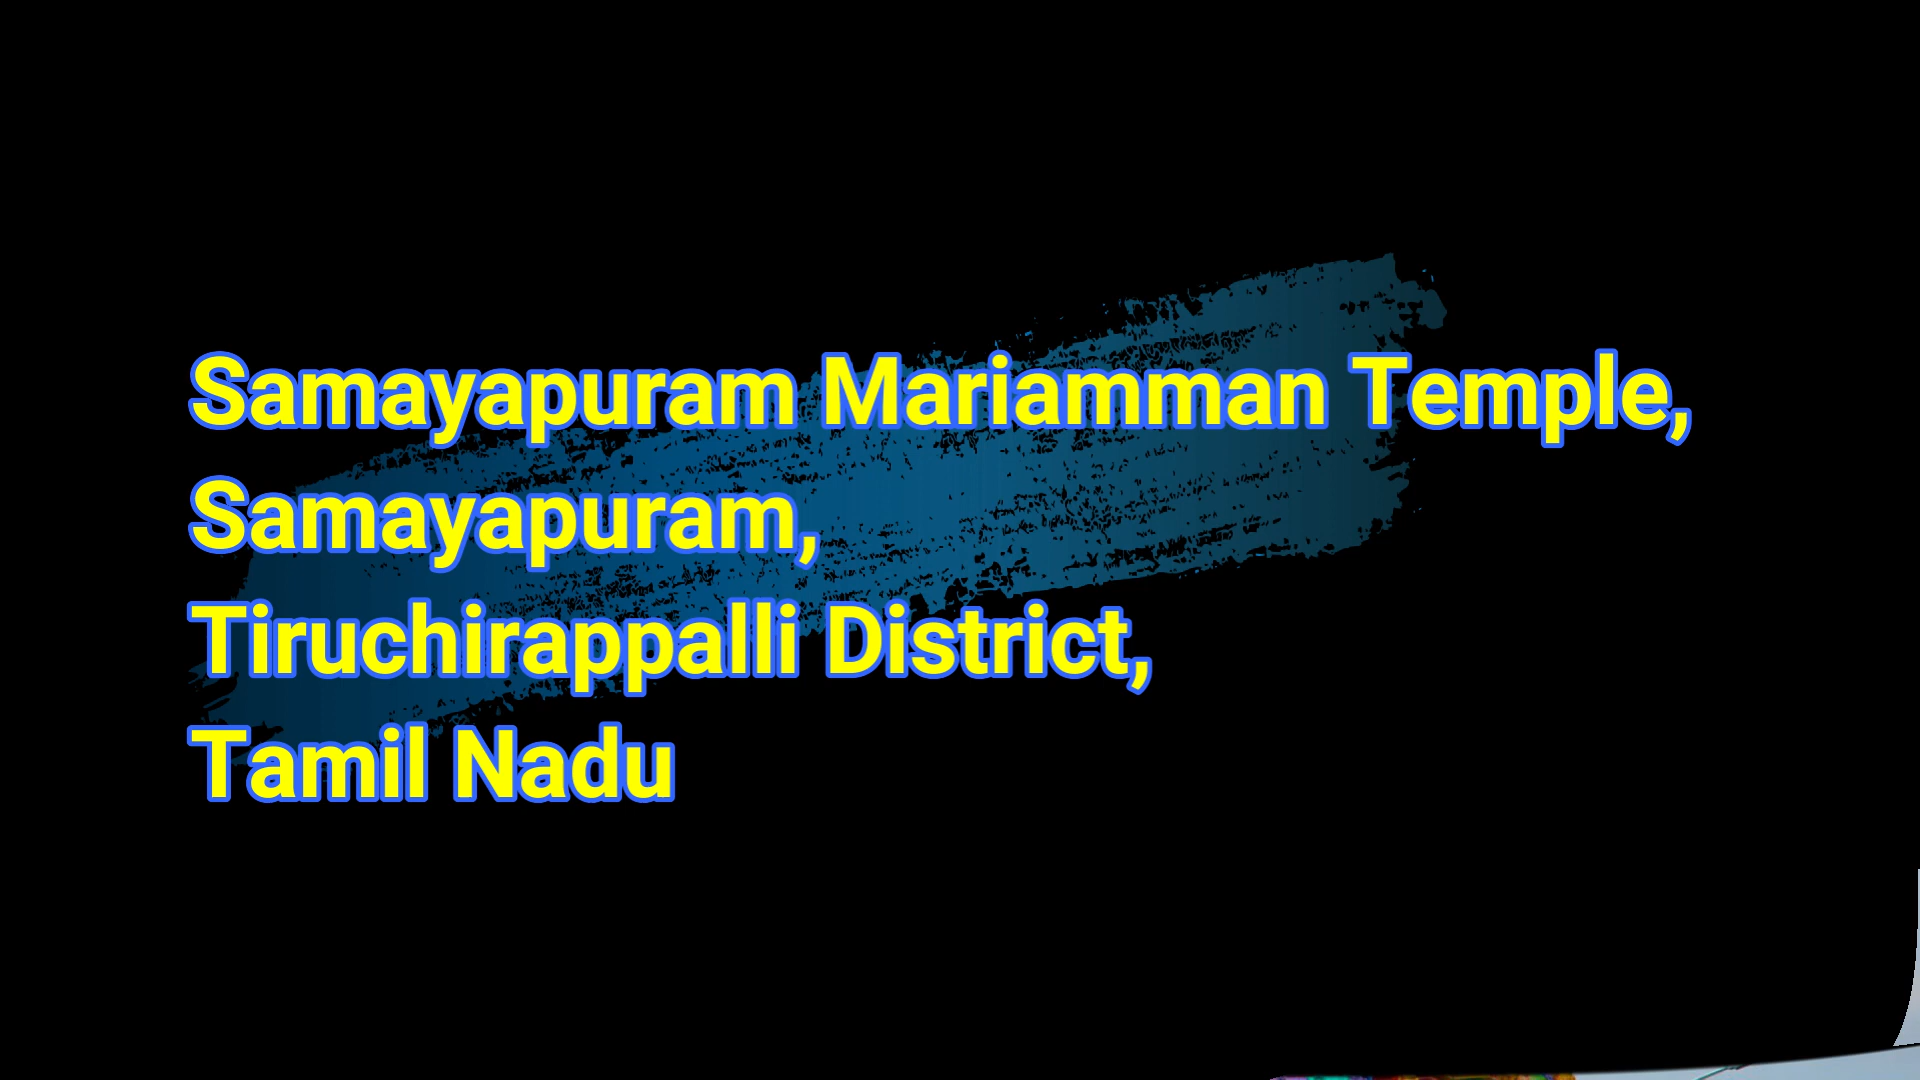 Samayapuram Mariamman Temple,
Samayapuram,
Tiruchirappalli District,
Tamil Nadu